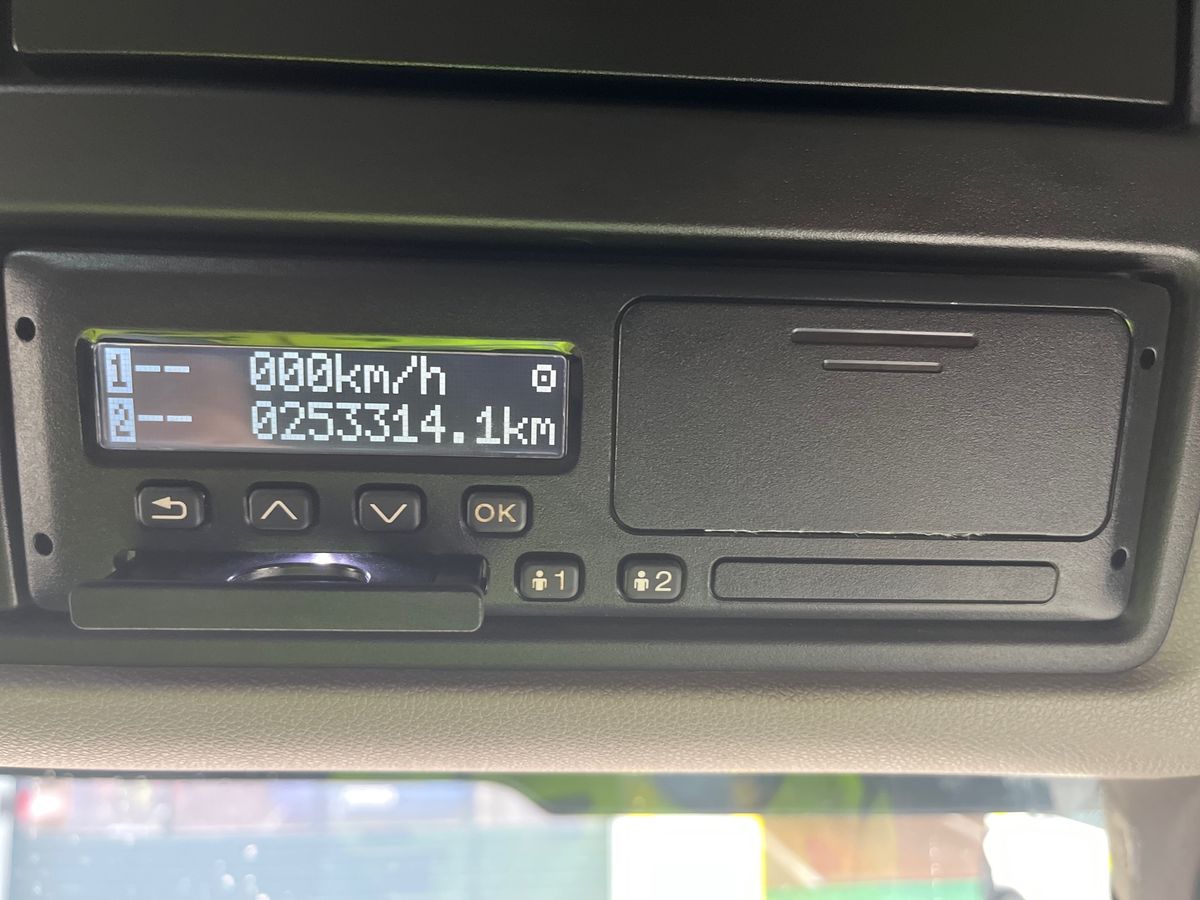 1-- -- 000km/h
2-- -- 0253314.1km
OK
1 2